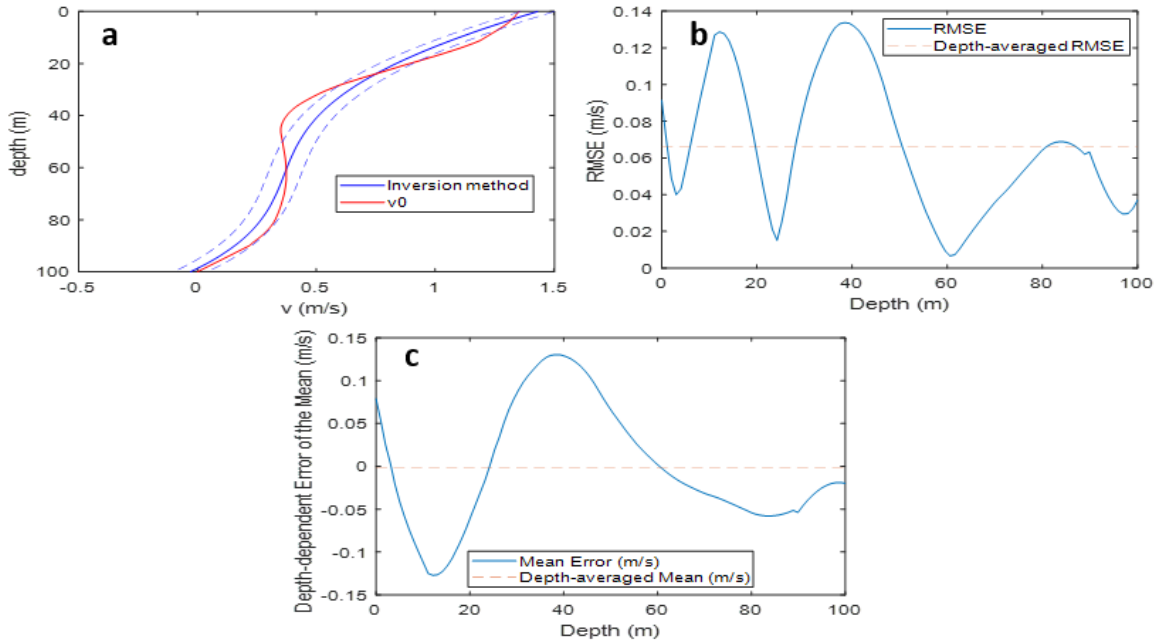 a
0
20
40
60
80
100
depth (m)
-0.5
0
0.5
1
1.5
v (m/s)
Inversion method
v0
b
0.14
0.12
0.1
0.08
0.06
0.04
0.02
0
RMSE (m/s)
0
20
40
60
80
100
Depth (m)
RMSE
Depth-averaged RMSE
c
0.15
0.1
0.05
0
-0.05
-0.1
-0.15
Depth-dependent Error of the Mean (m/s)
0
20
40
60
80
100
Depth (m)
Mean Error (m/s)
Depth-averaged Mean (m/s)